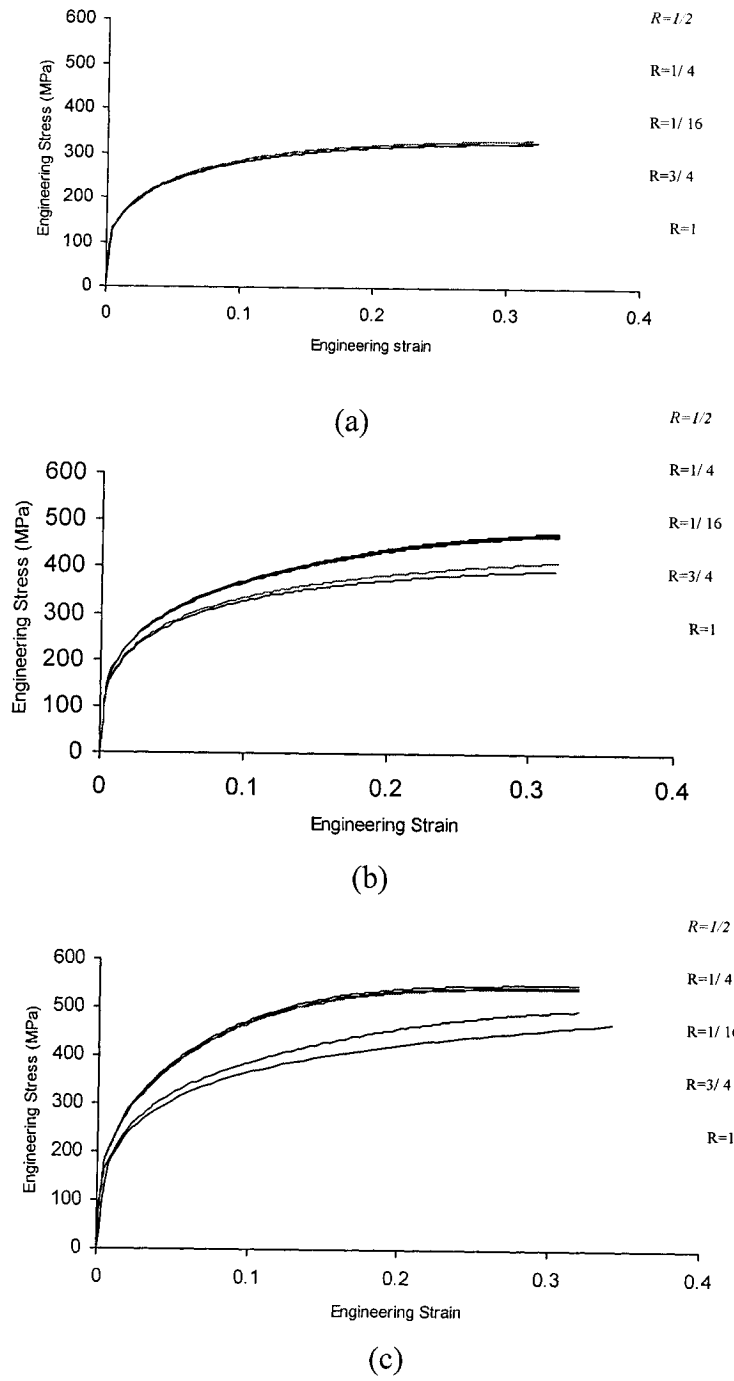 600
500
400
300
200
100
0
Engineering Stress (MPa)
0 0.1 0.2 0.3 0.4
Engineering strain
R=1/2
R=1/ 4
R=1/ 16
R=3/ 4
R=1
(a)
600
500
400
300
200
100
0
Engineering Stress (MPa)
0 0.1 0.2 0.3 0.4
Engineering Strain
R=1/2
R=1/ 4
R=1/ 16
R=3/ 4
R=1
(b)
600
500
400
300
200
100
0
Engineering Stress (MPa)
0 0.1 0.2 0.3 0.4
Engineering Strain
R=1/2
R=1/ 4
R=1/ 16
R=3/ 4
R=1
(c)